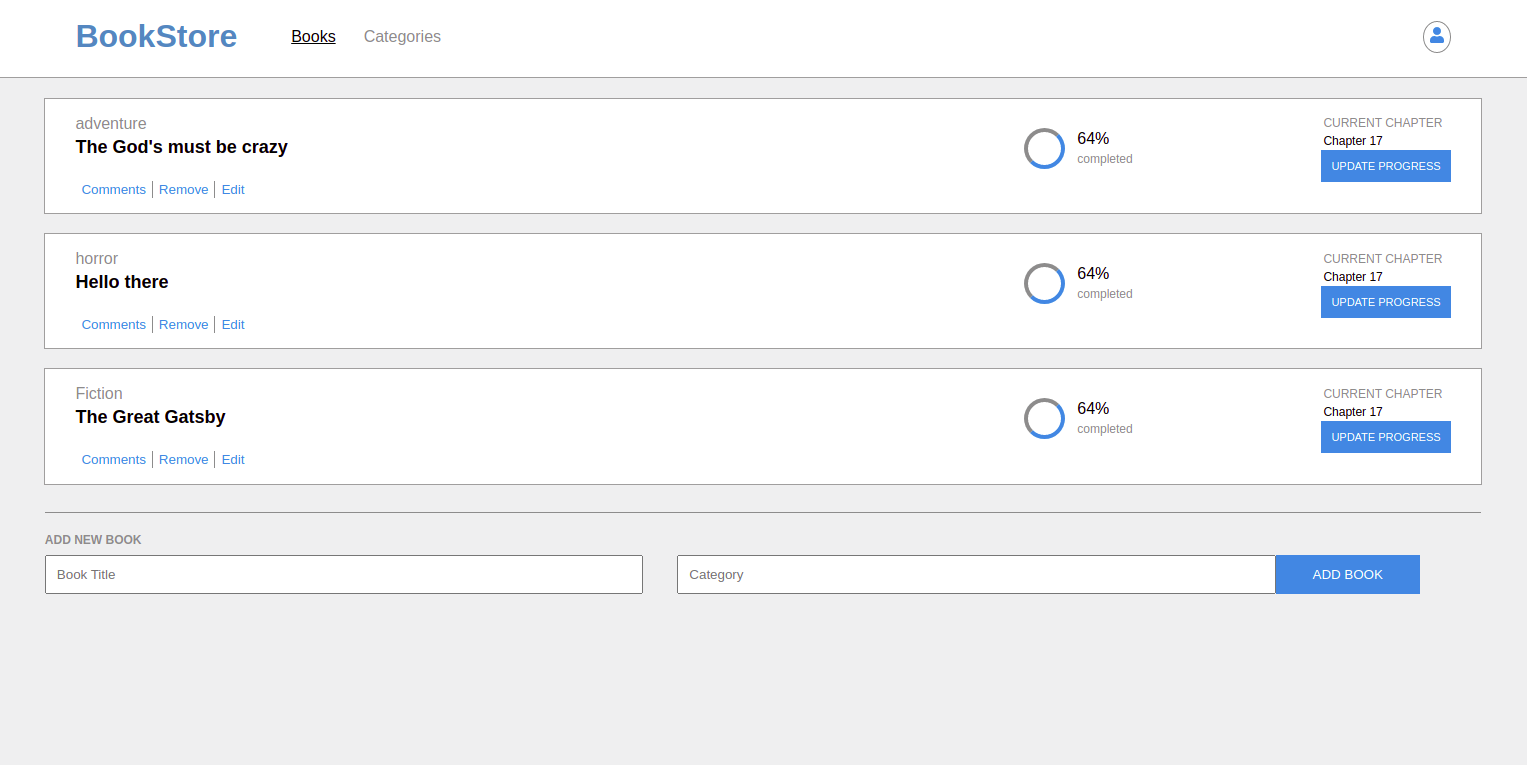 BookStore Books Categories
adventure
The God's must be crazy
Comments Remove Edit
64%
completed
CURRENT CHAPTER
Chapter 17
UPDATE PROGRESS
horror
Hello there
Comments Remove Edit
64%
completed
CURRENT CHAPTER
Chapter 17
UPDATE PROGRESS
Fiction
The Great Gatsby
Comments Remove Edit
64%
completed
CURRENT CHAPTER
Chapter 17
UPDATE PROGRESS
ADD NEW BOOK
Book Title Category ADD BOOK